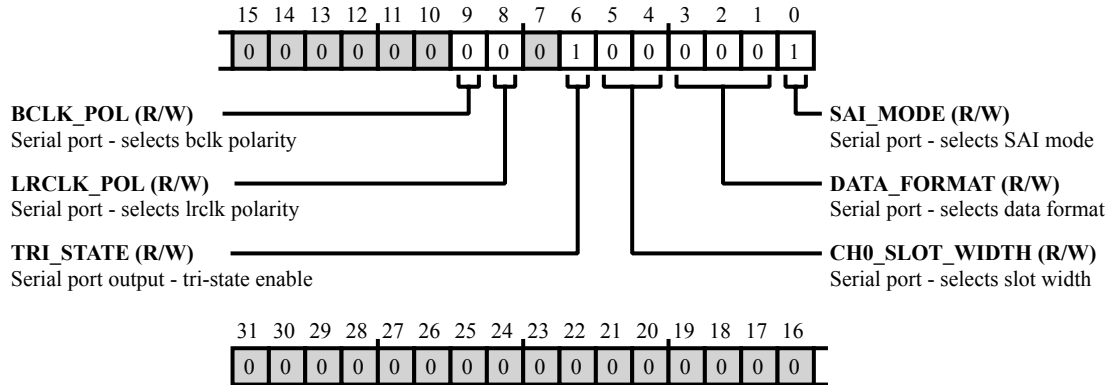 15 14 13 12 11 10 9 8 7 6 5 4 3 2 1 0
0 0 0 0 0 0 0 0 0 1 0 0 0 0 0 1
BCLK_POL (R/W)
Serial port - selects bclk polarity
LRCLK_POL (R/W)
Serial port - selects lrclk polarity
TRI_STATE (R/W)
Serial port output - tri-state enable
SAI_MODE (R/W)
Serial port - selects SAI mode
DATA_FORMAT (R/W)
Serial port - selects data format
CH0_SLOT_WIDTH (R/W)
Serial port - selects slot width
31 30 29 28 27 26 25 24 23 22 21 20 19 18 17 16
0 0 0 0 0 0 0 0 0 0 0 0 0 0 0 0